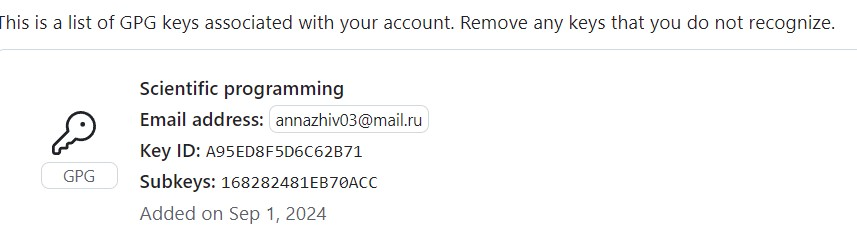 This is a list of GPG keys associated with your account. Remove any keys that you do not recognize.
Scientific programming
Email address: annazhiv03@mail.ru
Key ID: A95ED8F5D6C62B71
GPG
Subkeys: 168282481EB70ACC
Added on Sep 1, 2024